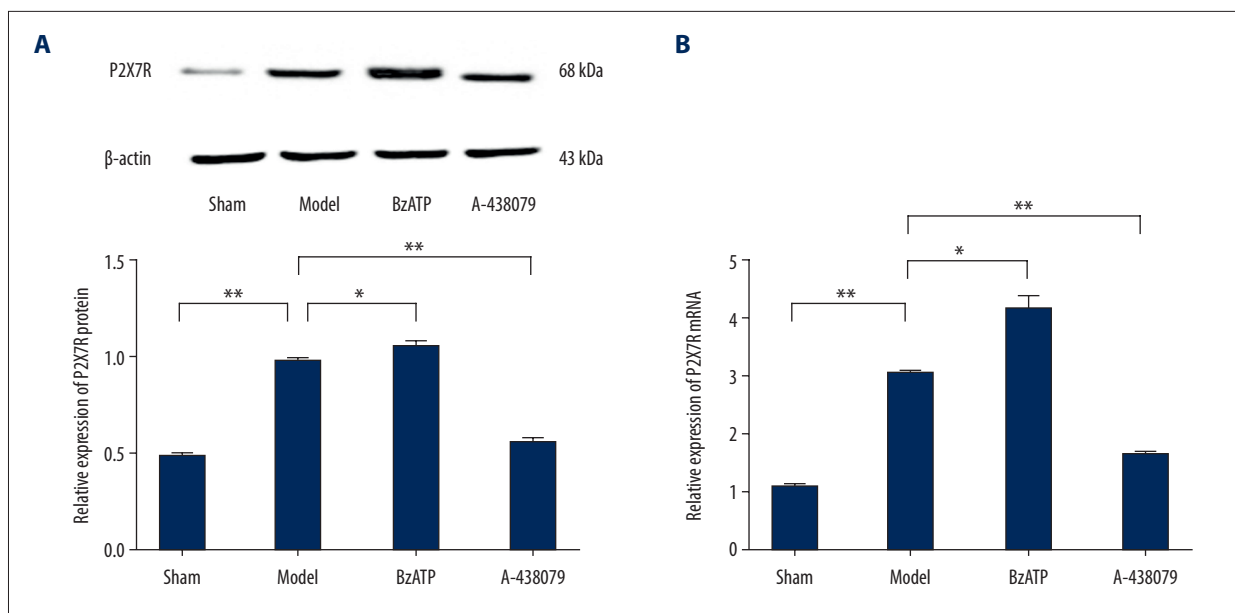 A
P2X7R
68 kDa
β-actin
43 kDa
Sham Model BzATP A-438079
Relative expression of P2X7R protein
1.5
1.0
0.5
0.0
**
*
**
Sham Model BzATP A-438079
B
Relative expression of P2X7R mRNA
5
4
3
2
1
0
**
*
**
Sham Model BzATP A-438079